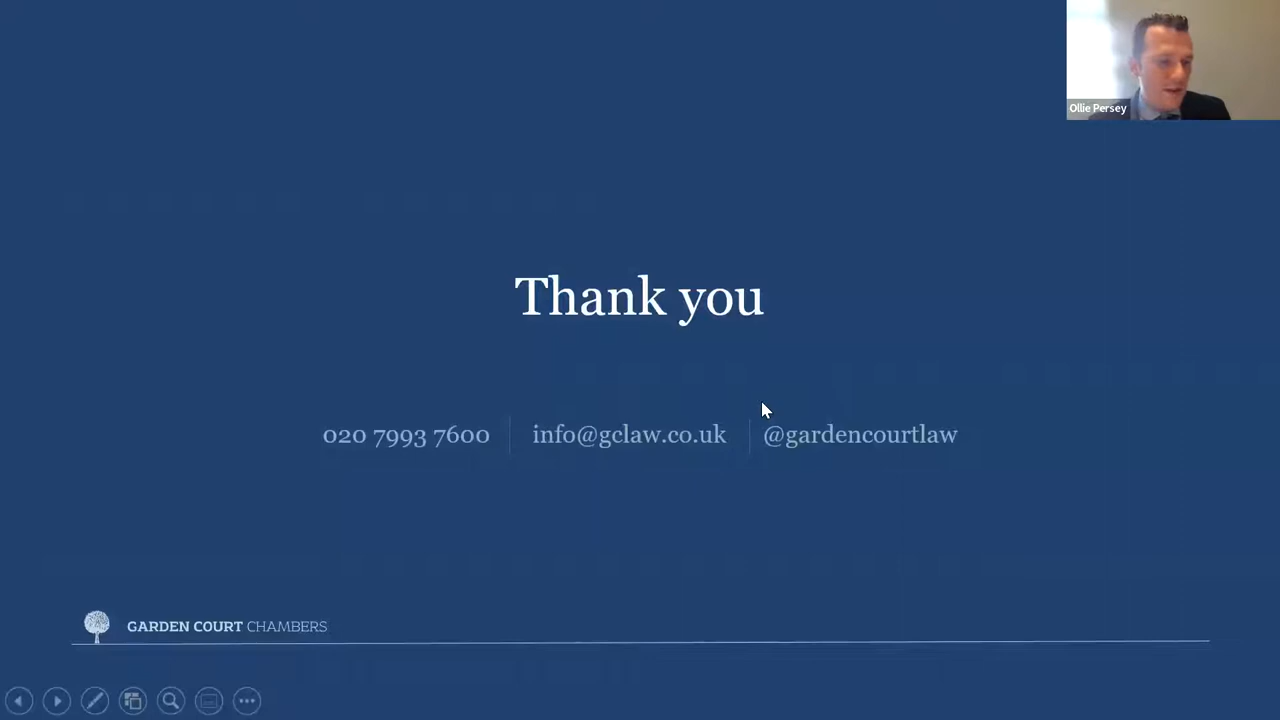 Ollie Persey
Thank you
020 7993 7600 info@gclaw.co.uk @gardencourtlaw
GARDEN COURT CHAMBERS